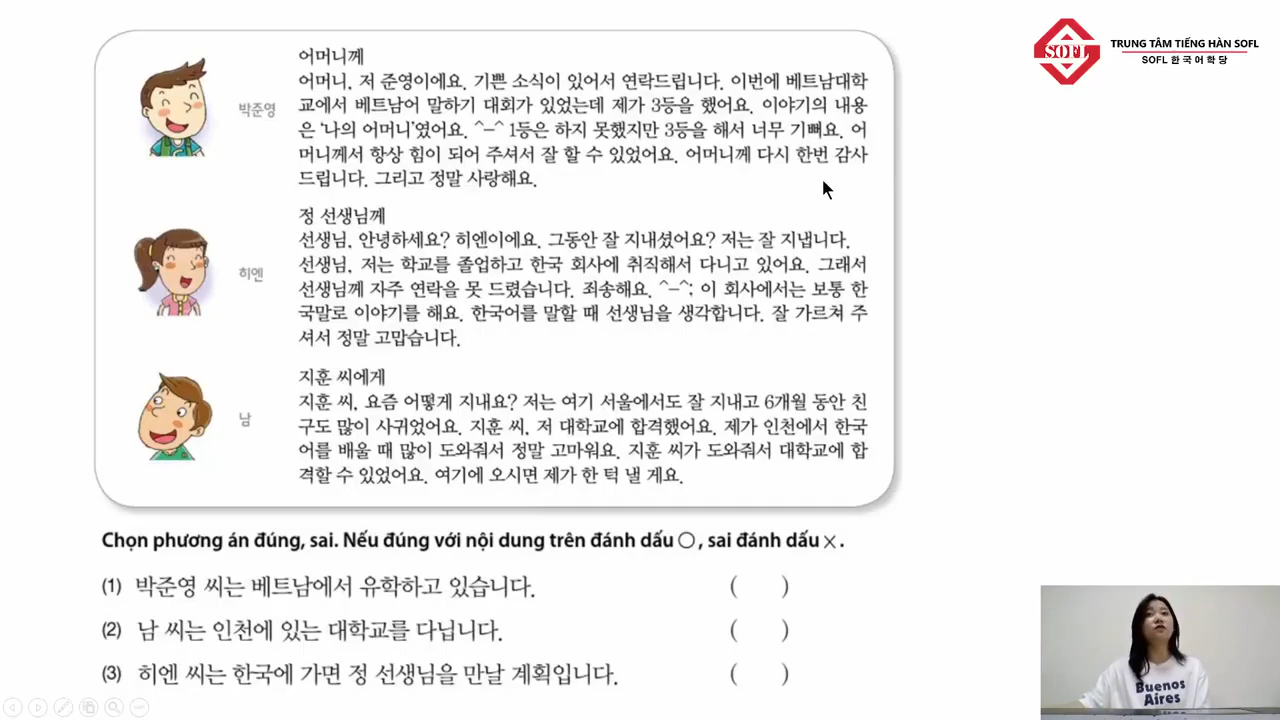 TRUNG TÂM TIẾNG HÀN SOFL
SOFL
SOFL 한국어학당
어머니께
박준영
어머니, 저 준영이에요. 기쁜 소식이 있어서 연락드립니다. 이번에 베트남대학
교에서 베트남어 말하기 대회가 있었는데 제가 3등을 했어요. 이야기의 내용
은 '나의 어머니'였어요. ^–^ 1등은 하지 못했지만 3등을 해서 너무 기뻐요. 어
머니께서 항상 힘이 되어 주셔서 잘 할 수 있었어요. 어머니께 다시 한번 감사
드립니다. 그리고 정말 사랑해요.
정 선생님께
히엔
선생님, 안녕하세요? 히엔이에요. 그동안 잘 지내셨어요? 저는 잘 지냅니다.
선생님, 저는 학교를 졸업하고 한국 회사에 취직해서 다니고 있어요. 그래서
선생님께 자주 연락을 못 드렸습니다. 죄송해요. ^–^; 이 회사에서는 보통 한
국말로 이야기를 해요. 한국어를 말할 때 선생님을 생각합니다. 잘 가르쳐 주
셔서 정말 고맙습니다.
지훈 씨에게
남
지훈 씨, 요즘 어떻게 지내요? 저는 여기 서울에서도 잘 지내고 6개월 동안 친
구도 많이 사귀었어요. 지훈 씨, 저 대학교에 합격했어요. 제가 인천에서 한국
어를 배울 때 많이 도와줘서 정말 고마워요. 지훈 씨가 도와줘서 대학교에 합
격할 수 있었어요. 여기에 오시면 제가 한 턱 낼 게요.
Chọn phương án đúng, sai. Nếu đúng với nội dung trên đánh dấu ○, sai đánh dấu ×.
(1) 박준영 씨는 베트남에서 유학하고 있습니다. ( )
(2) 남 씨는 인천에 있는 대학교를 다닙니다. ( )
(3) 히엔 씨는 한국에 가면 정 선생님을 만날 계획입니다. ( )
Buenos
Aires